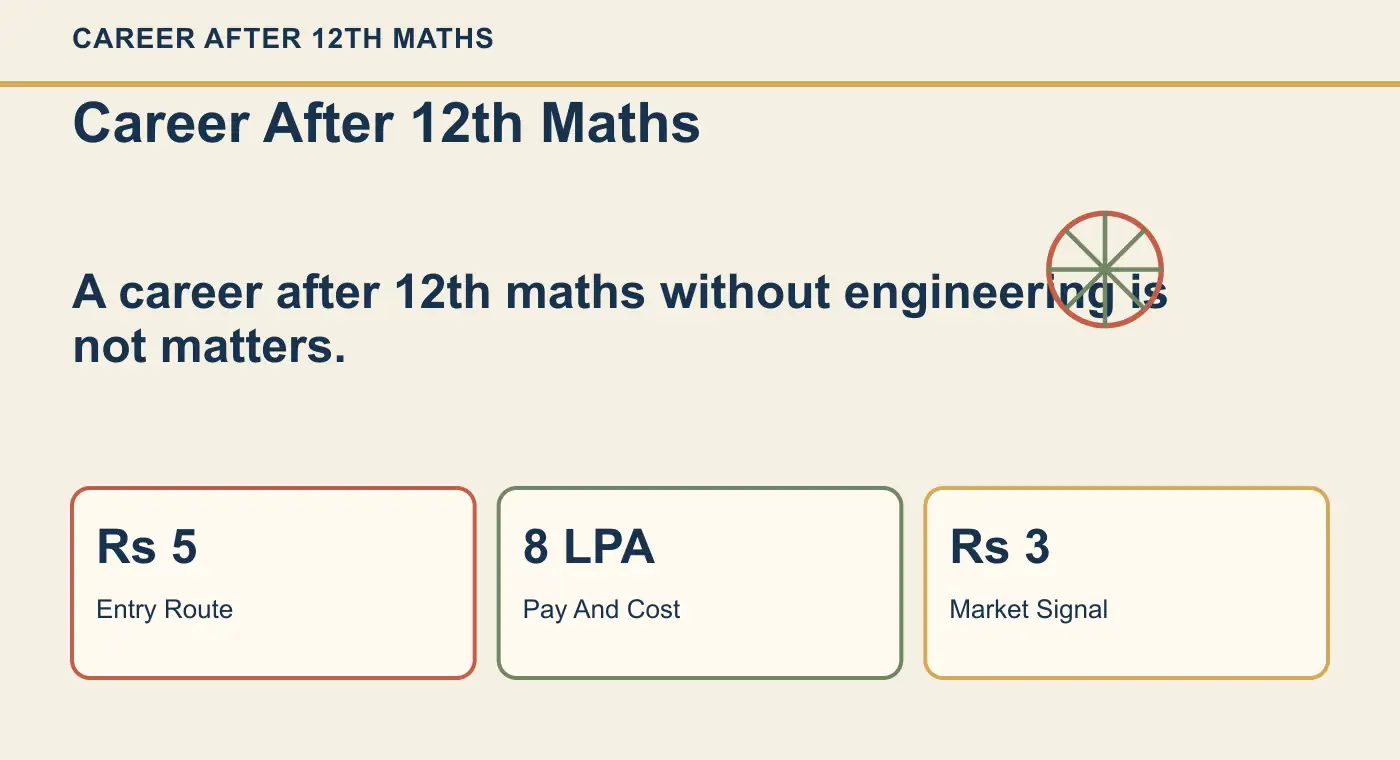 CAREER AFTER 12TH MATHS
Career After 12th Maths
A career after 12th maths without engineering is
not matters.
Rs 5
Entry Route
8 LPA
Pay And Cost
Rs 3
Market Signal